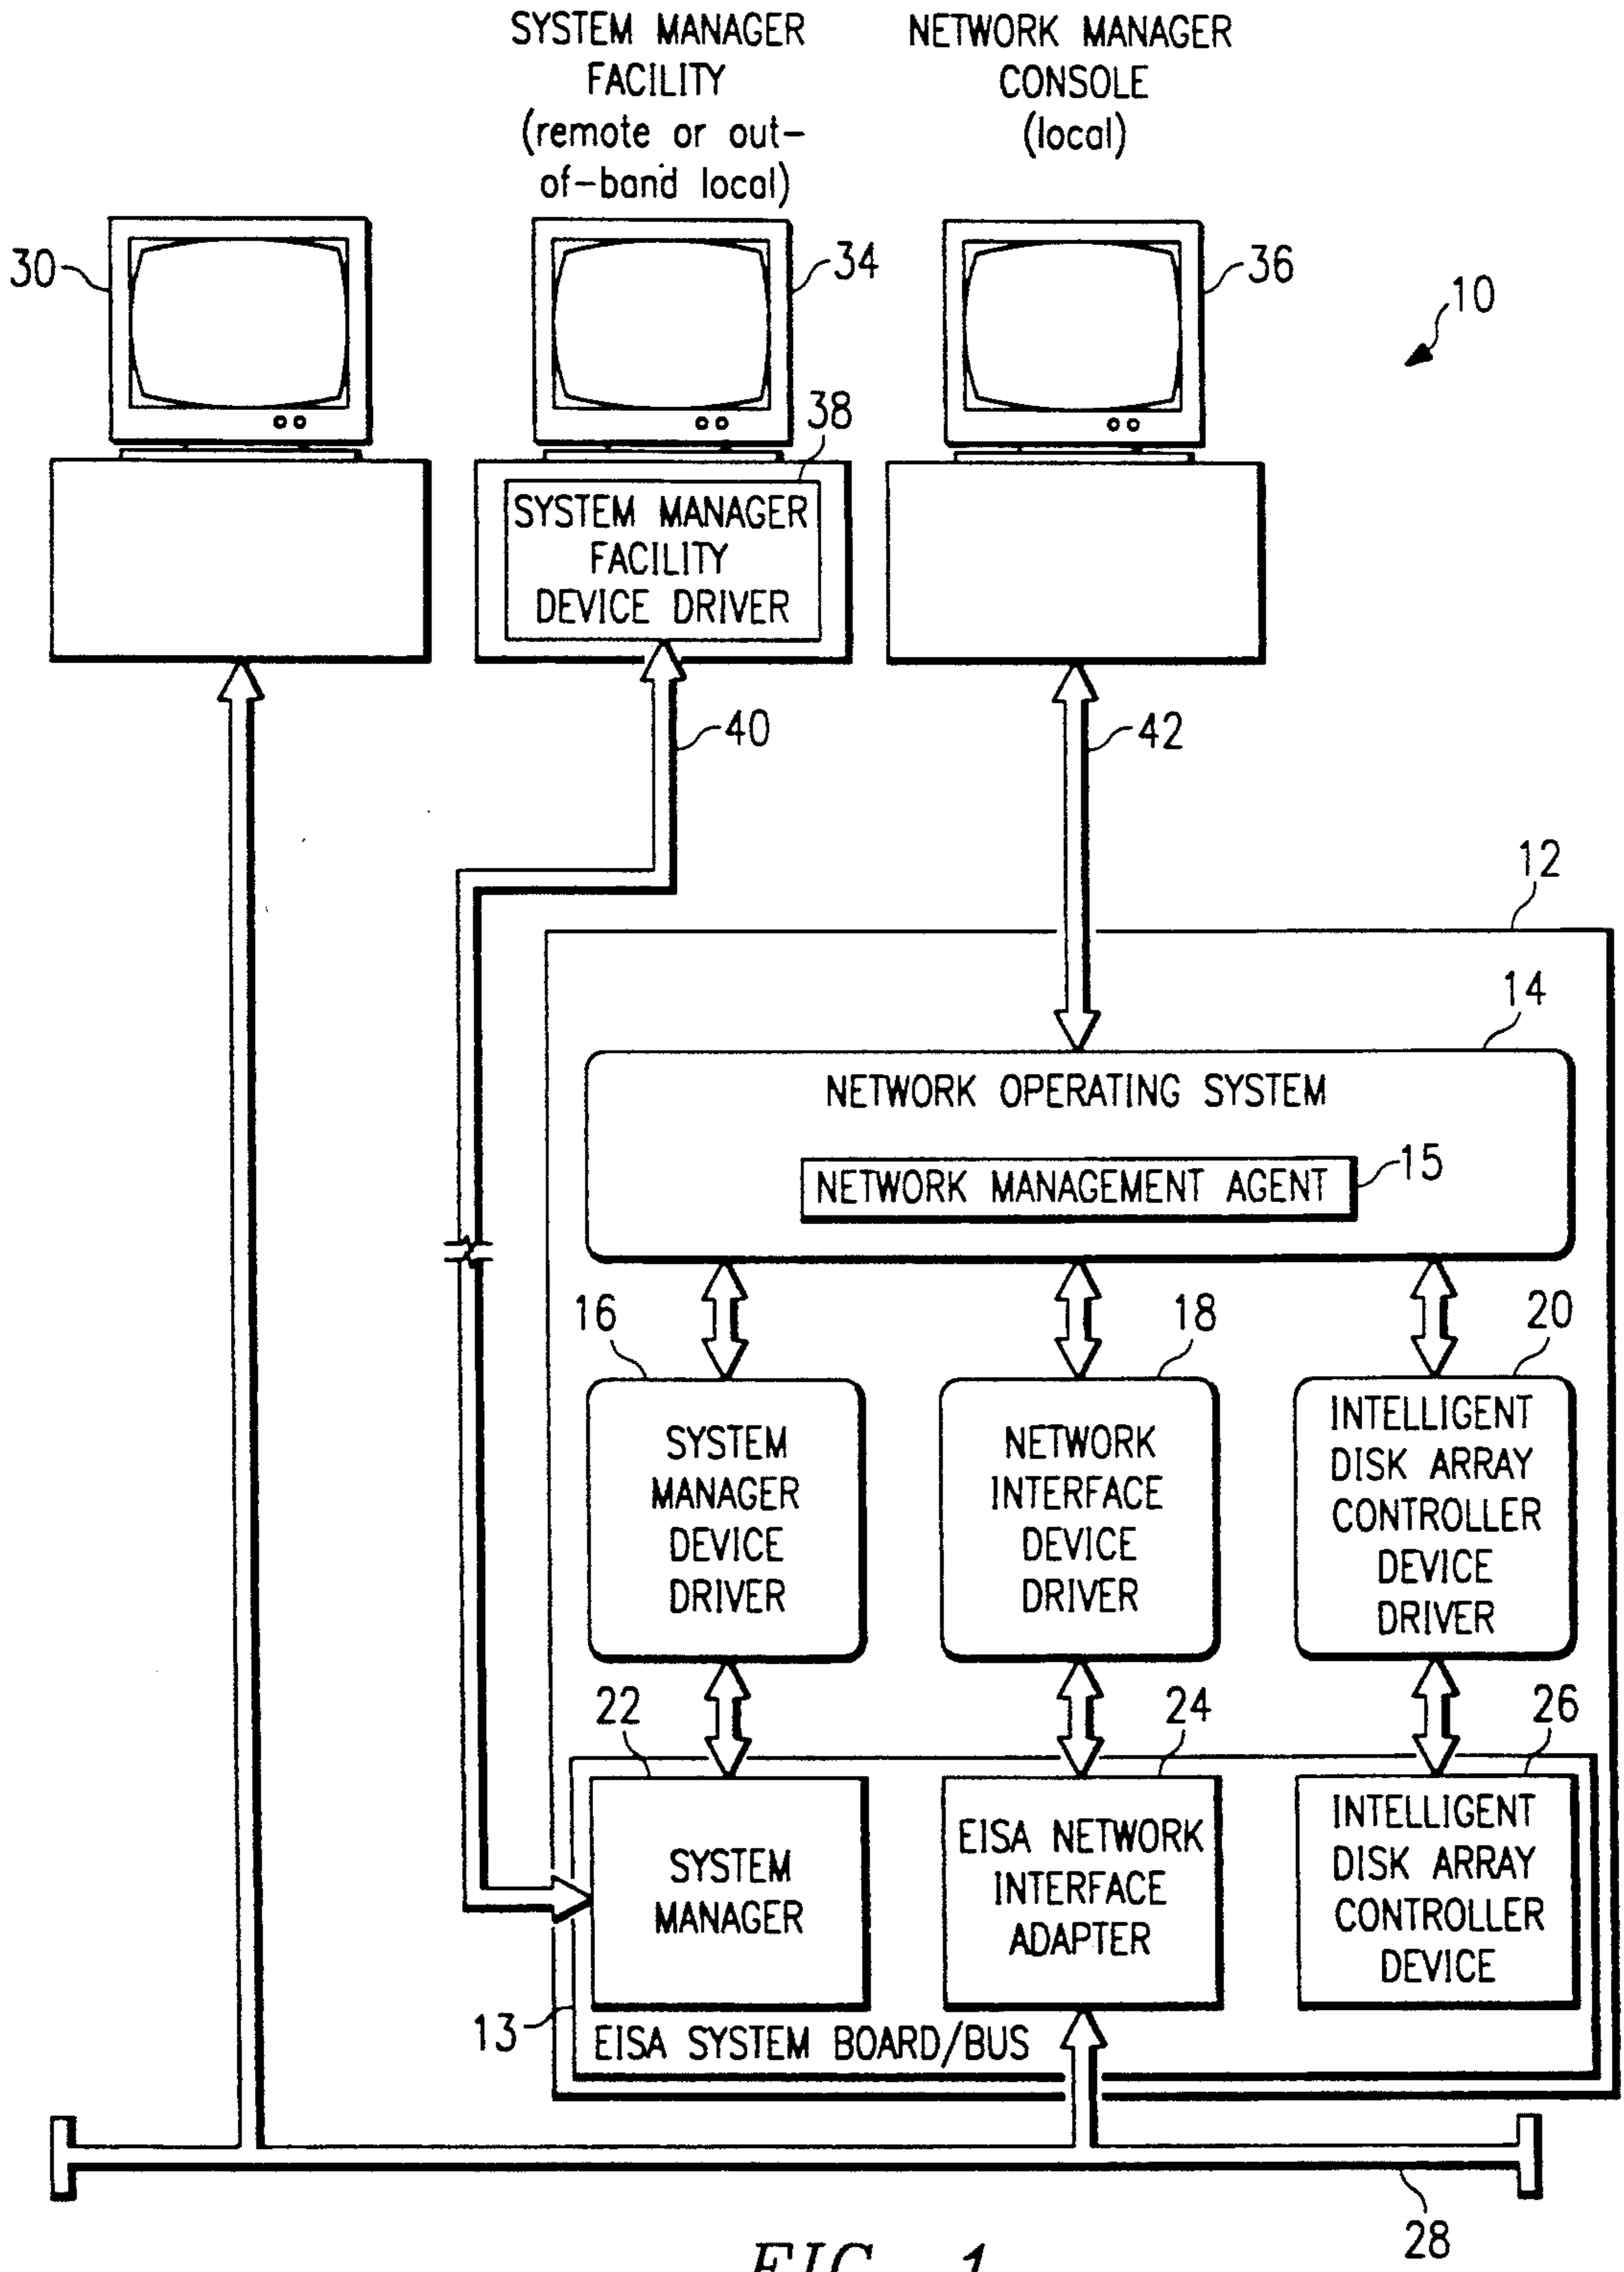 SYSTEM MANAGER
FACILITY
(remote or out-
of-band local)
NETWORK MANAGER
CONSOLE
(local)
30
34
36
10
38
SYSTEM MANAGER
FACILITY
DEVICE DRIVER
40
42
12
14
NETWORK OPERATING SYSTEM
15
NETWORK MANAGEMENT AGENT
16
18
20
SYSTEM
MANAGER
DEVICE
DRIVER
NETWORK
INTERFACE
DEVICE
DRIVER
INTELLIGENT
DISK ARRAY
CONTROLLER
DEVICE
DRIVER
22
24
26
SYSTEM
MANAGER
EISA NETWORK
INTERFACE
ADAPTER
INTELLIGENT
DISK ARRAY
CONTROLLER
DEVICE
13
EISA SYSTEM BOARD/BUS
28
FIG. 1